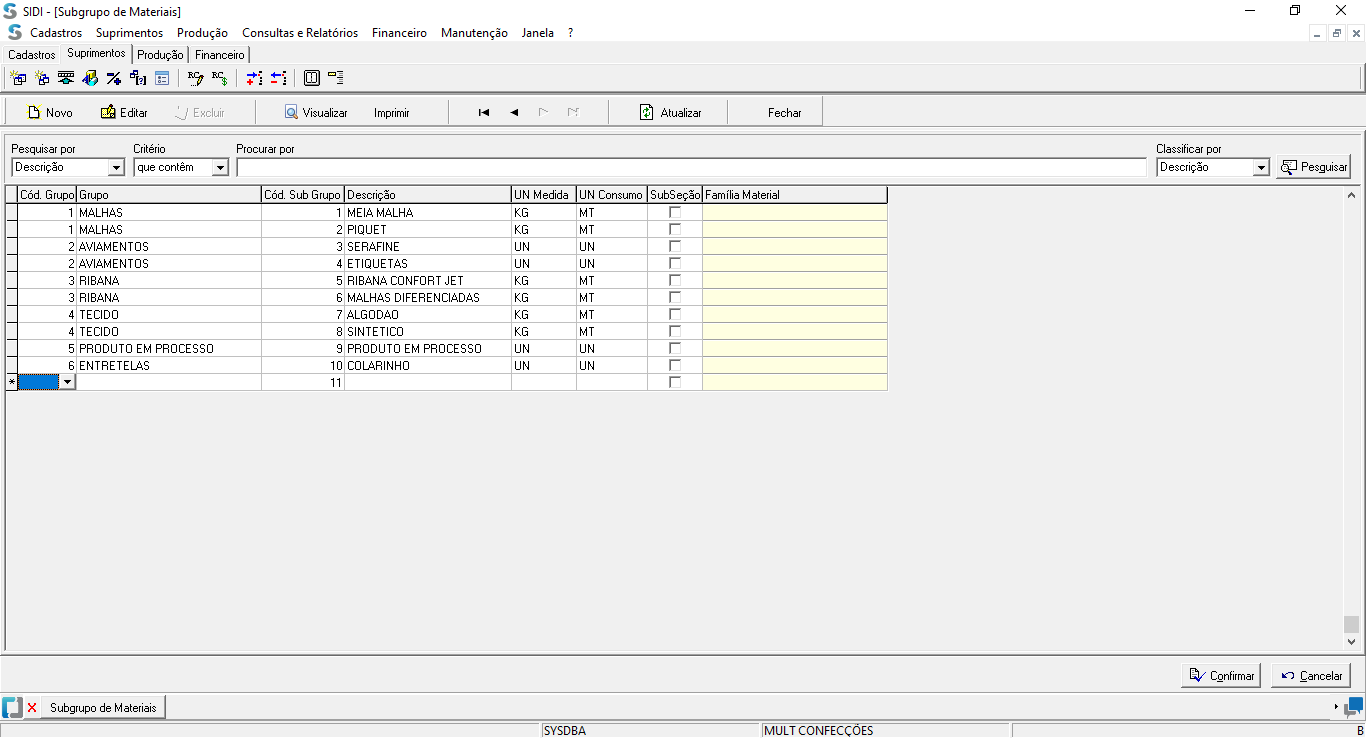 SIDI - [Subgrupo de Materiais]
Cadastros Suprimentos Produção Consultas e Relatórios Financeiro Manutenção Janela ?
Cadastros Suprimentos Produção Financeiro
Novo Editar Excluir Visualizar Imprimir Atualizar Fechar
Pesquisar por Critério Procurar por Classificar por
Descrição que contêm Descrição Pesquisar
Cód. Grupo Grupo Cód. Sub Grupo Descrição UN Medida UN Consumo SubSeção Família Material
1 MALHAS 1 MEIA MALHA KG MT
1 MALHAS 2 PIQUET KG MT
2 AVIAMENTOS 3 SERAFINE UN UN
2 AVIAMENTOS 4 ETIQUETAS UN UN
3 RIBANA 5 RIBANA CONFORT JET KG MT
3 RIBANA 6 MALHAS DIFERENCIADAS KG MT
4 TECIDO 7 ALGODAO KG MT
4 TECIDO 8 SINTETICO KG MT
5 PRODUTO EM PROCESSO 9 PRODUTO EM PROCESSO UN UN
6 ENTRETELAS 10 COLARINHO UN UN
* 11
Confirmar Cancelar
Subgrupo de Materiais
SYSDBA MULT CONFECÇÕES B